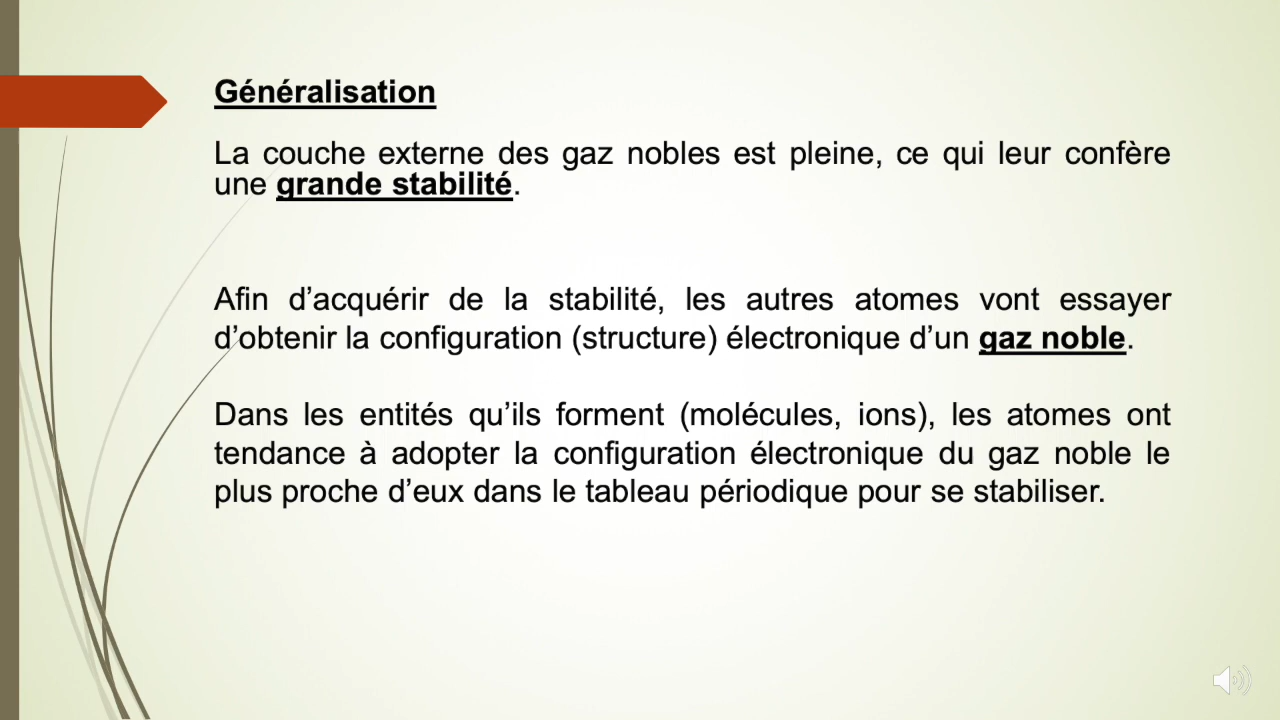 Généralisation
La couche externe des gaz nobles est pleine, ce qui leur confère
une grande stabilité.
Afin d’acquérir de la stabilité, les autres atomes vont essayer
d’obtenir la configuration (structure) électronique d’un gaz noble.
Dans les entités qu’ils forment (molécules, ions), les atomes ont
tendance à adopter la configuration électronique du gaz noble le
plus proche d’eux dans le tableau périodique pour se stabiliser.